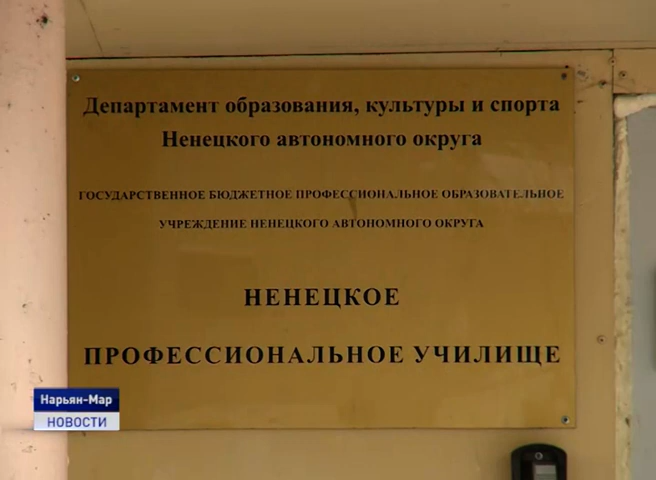 Департамент образования, культуры и спорта
Ненецкого автономного округа
ГОСУДАРСТВЕННОЕ БЮДЖЕТНОЕ ПРОФЕССИОНАЛЬНОЕ ОБРАЗОВАТЕЛЬНОЕ
УЧРЕЖДЕНИЕ НЕНЕЦКОГО АВТОНОМНОГО ОКРУГА
НЕНЕЦКОЕ
ПРОФЕССИОНАЛЬНОЕ УЧИЛИЩЕ
Нарьян-Мар
НОВОСТИ